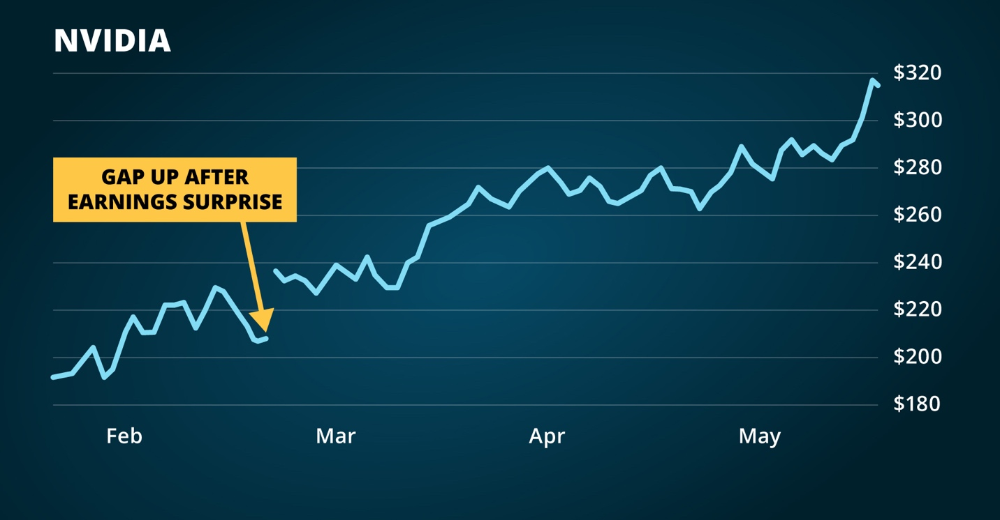 NVIDIA
$320
$300
GAP UP AFTER
EARNINGS SURPRISE
$280
$260
$240
$220
$200
$180
Feb
Mar
Apr
May